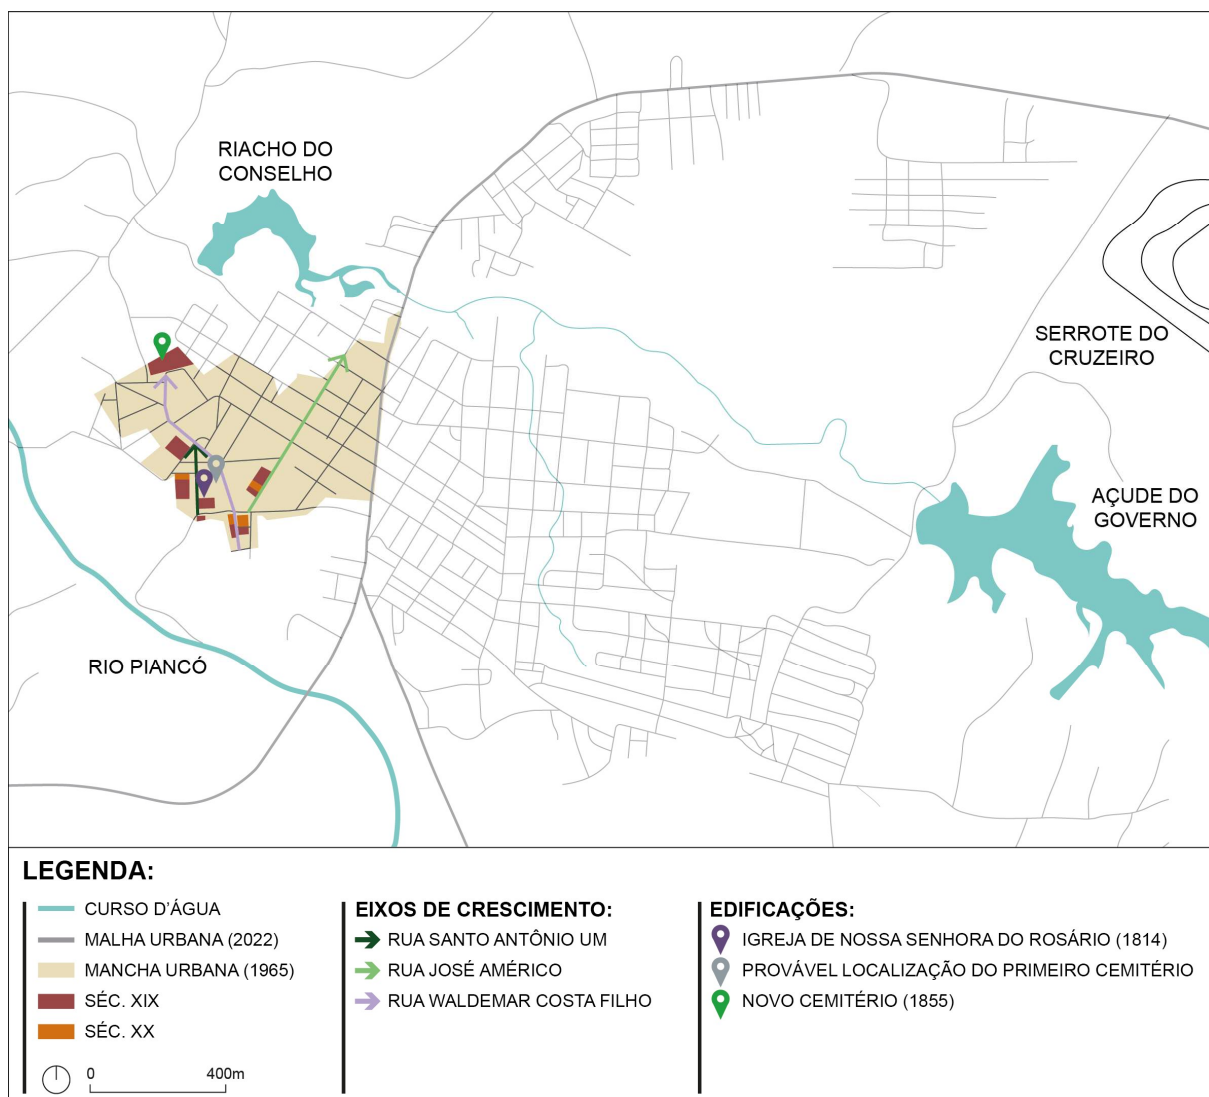 RIACHO DO
CONSELHO
SERROTE DO
CRUZEIRO
AÇUDE DO
GOVERNO
RIO PIANCÓ
LEGENDA:
CURSO D'ÁGUA
MALHA URBANA (2022)
MANCHA URBANA (1965)
SÉC. XIX
SÉC. XX
0 400m
EIXOS DE CRESCIMENTO:
RUA SANTO ANTÔNIO UM
RUA JOSÉ AMÉRICO
RUA WALDEMAR COSTA FILHO
EDIFICAÇÕES:
IGREJA DE NOSSA SENHORA DO ROSÁRIO (1814)
PROVÁVEL LOCALIZAÇÃO DO PRIMEIRO CEMITÉRIO
NOVO CEMITÉRIO (1855)